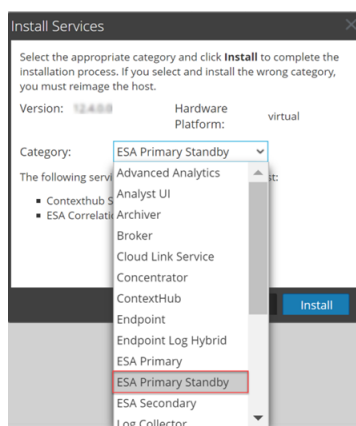 Install Services
Select the appropriate category and click Install to complete the
installation process. If you select and install the wrong category,
you must reimage the host.
Version:
Hardware
Platform:
virtual
Category:
ESA Primary Standby
The following servi
st:
Contexthub S
ESA Correlati
Advanced Analytics
Analyst UI
Archiver
Broker
Cloud Link Service
Concentrator
ContextHub
Endpoint
Endpoint Log Hybrid
ESA Primary
ESA Primary Standby
ESA Secondary
Log Collector
Install